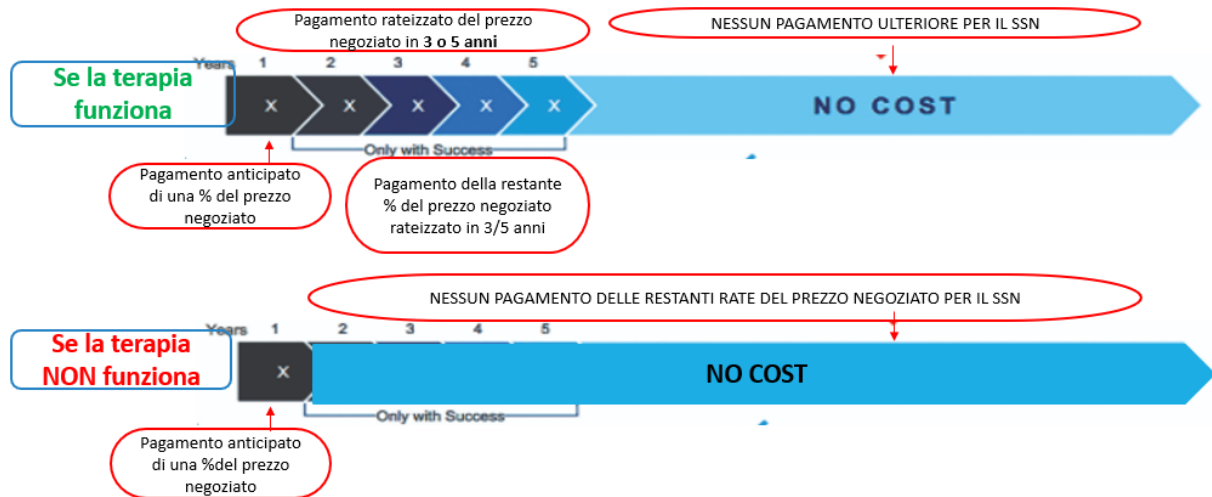 Pagamento rateizzato del prezzo
negoziato in 3 o 5 anni
NESSUN PAGAMENTO ULTERIORE PER IL SSN
Years 1 2 3 4 5
Se la terapia
funziona
x x x x x
NO COST
Only with Success
Pagamento anticipato
di una % del prezzo
negoziato
Pagamento della restante
% del prezzo negoziato
rateizzato in 3/5 anni
NESSUN PAGAMENTO DELLE RESTANTI RATE DEL PREZZO NEGOZIATO PER IL SSN
Years 1 2 3 4 5
Se la terapia
NON funziona
x
NO COST
Only with Success
Pagamento anticipato
di una %del prezzo
negoziato